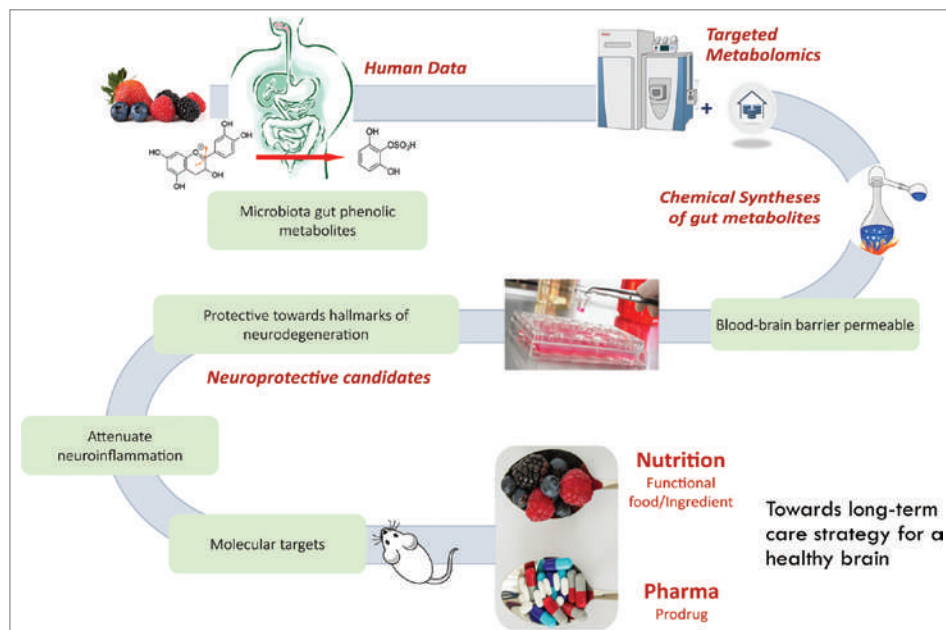 Human Data
Targeted
Metabolomics
+
HO
O
⊕
OH
OH
OH
OH
OH
OSO₃H
OH
Microbiota gut phenolic
metabolites
Chemical Syntheses
of gut metabolites
Blood-brain barrier permeable
Protective towards hallmarks of
neurodegeneration
Neuroprotective candidates
Attenuate
neuroinflammation
Molecular targets
Nutrition
Functional
food/Ingredient
Pharma
Prodrug
Towards long-term
care strategy for a
healthy brain